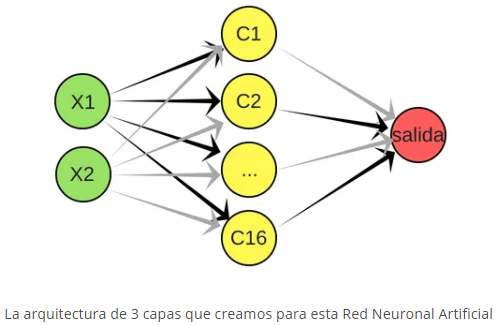 C1
X1
C2
salida
X2
...
C16
La arquitectura de 3 capas que creamos para esta Red Neuronal Artificial